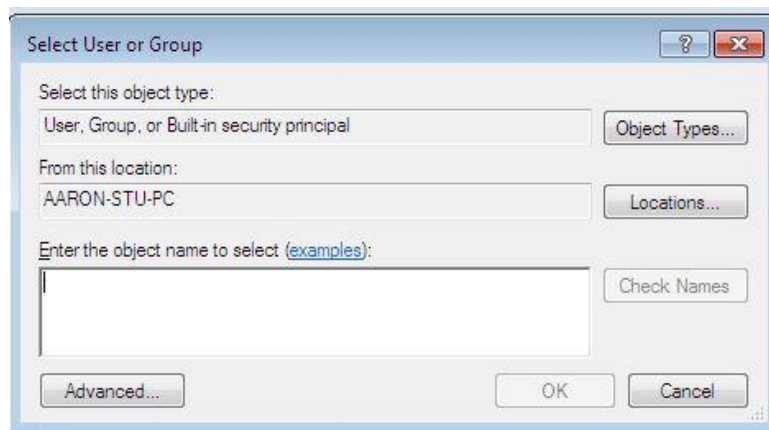 Select User or Group
Select this object type:
User, Group, or Built-in security principal
Object Types...
From this location:
AARON-STU-PC
Locations...
Enter the object name to select (examples):
Check Names
Advanced...
OK
Cancel